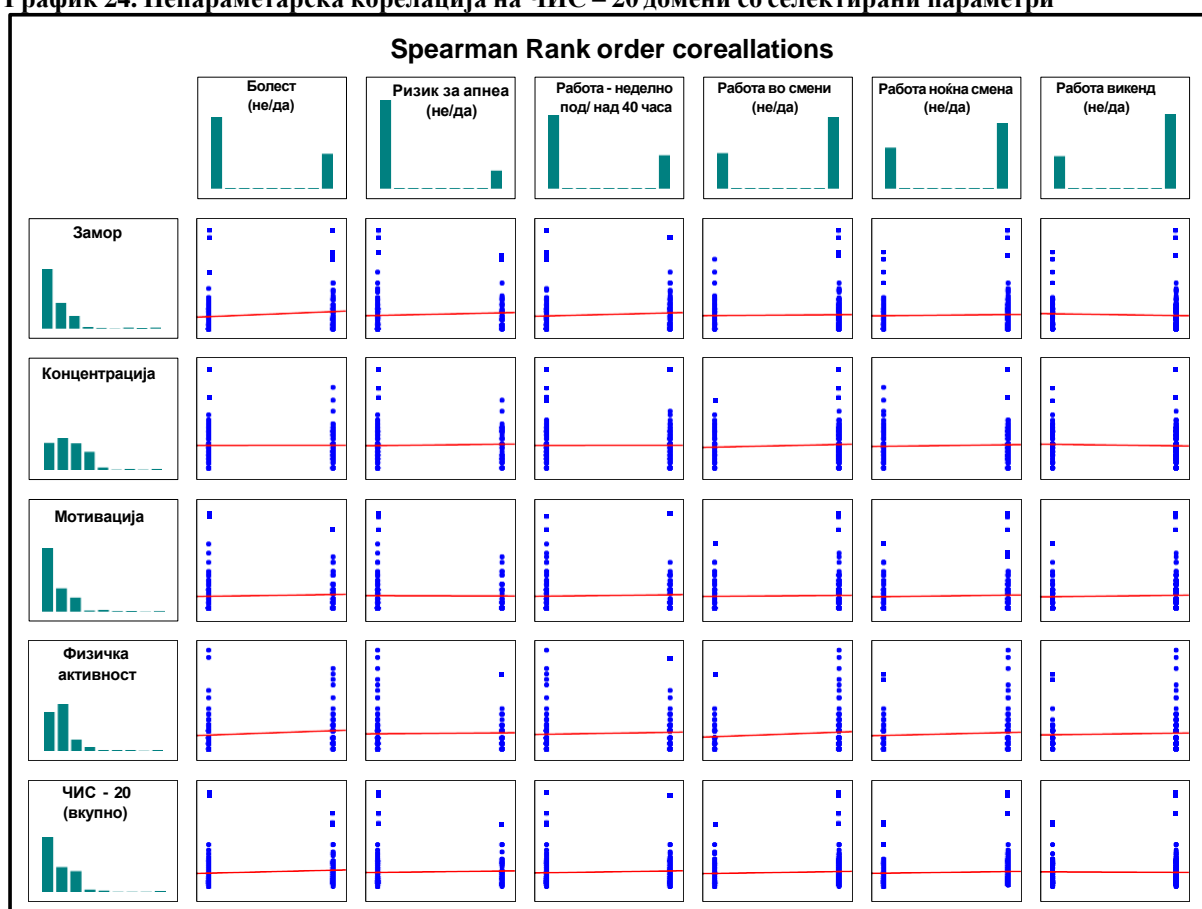 График 24. Непараметарска корелација на ЧИС – 20 домени со селектирани параметри
Spearman Rank order coreallations
Болест
(не/да)
Ризик за апнеа
(не/да)
Работа - неделно
под/ над 40 часа
Работа во смени
(не/да)
Работа ноќна смена
(не/да)
Работа викенд
(не/да)
Замор
Концентрација
Мотивација
Физичка
активност
ЧИС - 20
(вкупно)